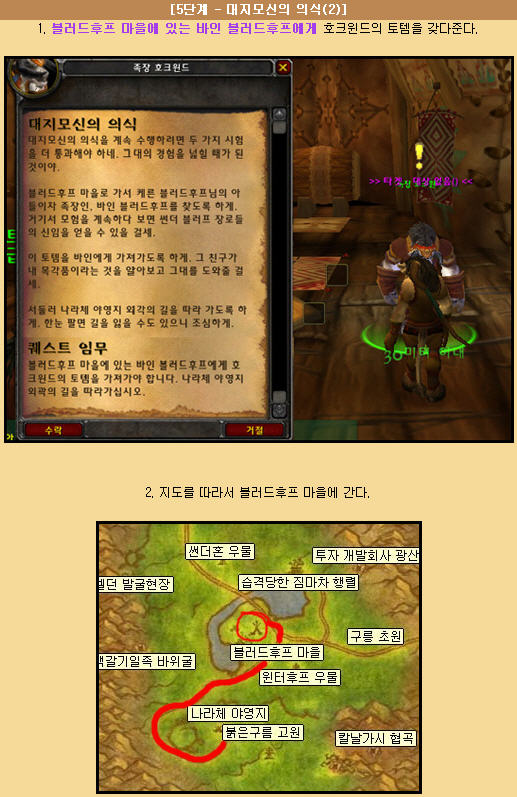 [5단계 - 대지모신의 의식(2)]
1. 블러드후프 마을에 있는 바인 블러드후프에게 호크윈드의 토템을 갖다준다.
족장 호크윈드
대지모신의 의식
대지모신의 의식을 계속 수행하려면 두 가지 시험
을 더 통과해야 하네. 그대의 경험을 넓힐 때가 된
것이야.
블러드후프 마을로 가서 케른 블러드후프님의 아
들이자 족장인, 바인 블러드후프를 찾도록 하게.
거기서 모험을 계속하다 보면 썬더 블러프 장로들
의 신임을 얻을 수 있을 걸세.
이 토템을 바인에게 가져가도록 하게. 그 친구가
내 목각품이라는 것을 알아보고 그대를 도와줄 걸
세.
서둘러 나라체 야영지 외곽의 길을 따라 가도록 하
게. 한눈 팔면 길을 잃을 수도 있으니 조심하게.
퀘스트 임무
블러드후프 마을에 있는 바인 블러드후프에게 호
크윈드의 토템을 가져가야 합니다. 나라체 야영지
외곽의 길을 따라가십시오.
수락
거절
2. 지도를 따라서 블러드후프 마을에 간다.
썬더혼 우물
투자 개발회사 광산
습격당한 짐마차 행렬
발굴현장
구릉 초원
블러드후프 마을
바위굴
윈터후프 우물
나라체 야영지
붉은구름 고원
칼날가시 협곡